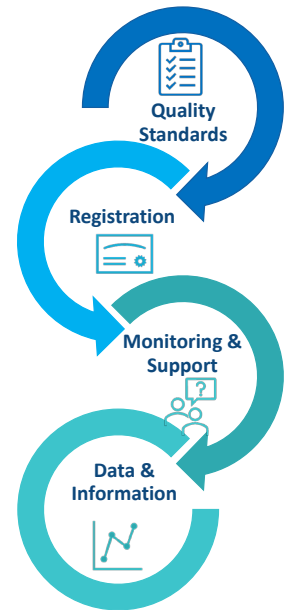 Quality
Standards
Registration
Monitoring &
Support
?
Data &
Information